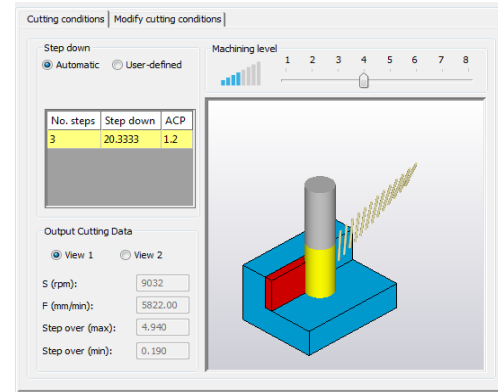 Cutting conditions Modify cutting conditions
Step down
Automatic User-defined
No. steps Step down ACP
3 20.3333 1.2
Machining level
1 2 3 4 5 6 7 8
Output Cutting Data
View 1 View 2
S (rpm): 9032
F (mm/min): 5822.00
Step over (max): 4.940
Step over (min): 0.190